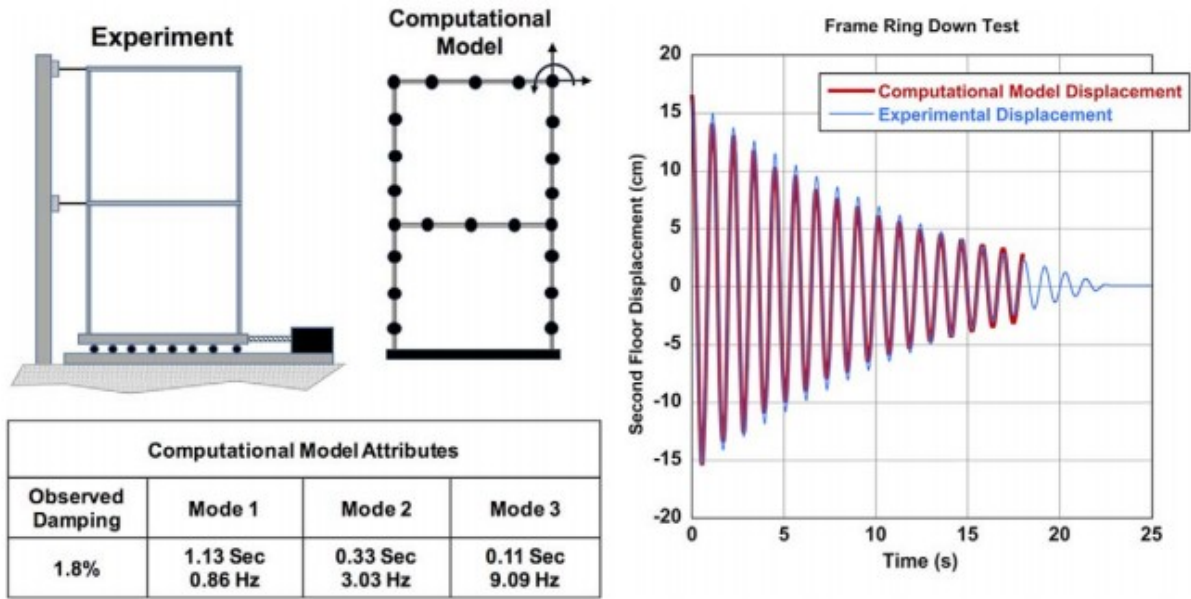 Experiment
Computational
Model
Computational Model Attributes
Observed
Damping
Mode 1
Mode 2
Mode 3
1.8%
1.13 Sec
0.86 Hz
0.33 Sec
3.03 Hz
0.11 Sec
9.09 Hz
Frame Ring Down Test
Computational Model Displacement
Experimental Displacement
Second Floor Displacement (cm)
20
15
10
5
0
-5
-10
-15
-20
0
5
10
15
20
25
Time (s)